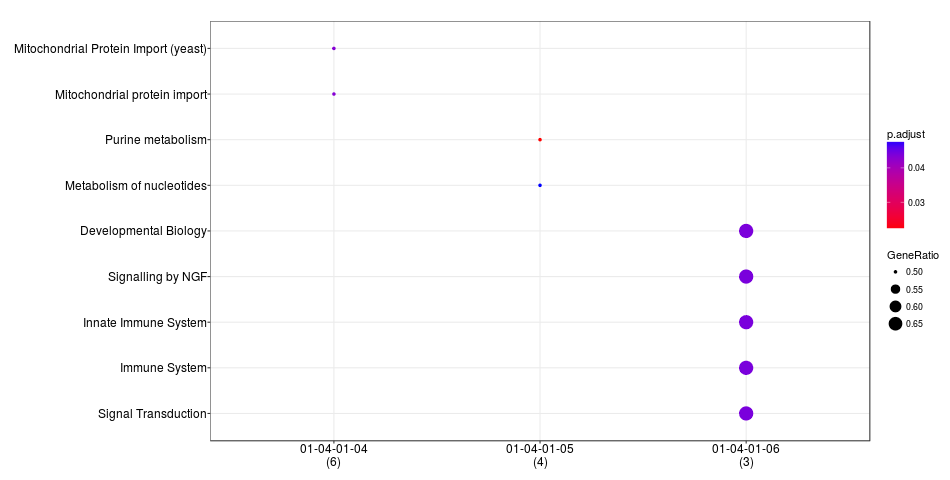 Mitochondrial Protein Import (yeast)
Mitochondrial protein import
Purine metabolism
Metabolism of nucleotides
Developmental Biology
Signalling by NGF
Innate Immune System
Immune System
Signal Transduction
01-04-01-04
(6)
01-04-01-05
(4)
01-04-01-06
(3)
p.adjust
0.04
0.03
GeneRatio
0.50
0.55
0.60
0.65